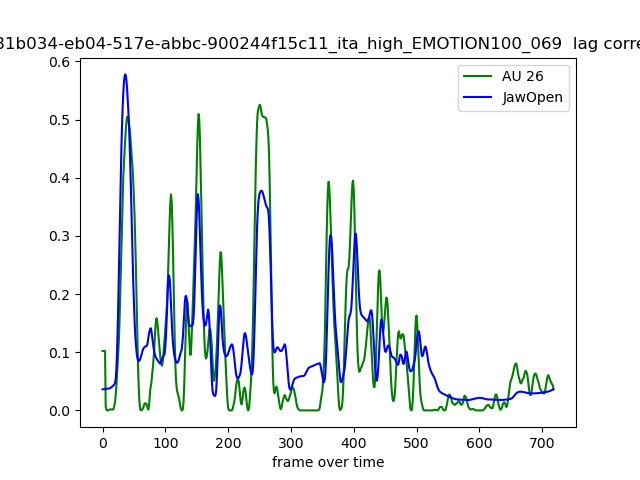 31b034-eb04-517e-abbc-900244f15c11_ita_high_EMOTION100_069 lag corre
0.6
AU 26
JawOpen
0.5
0.4
0.3
0.2
0.1
0.0
0 100 200 300 400 500 600 700
frame over time